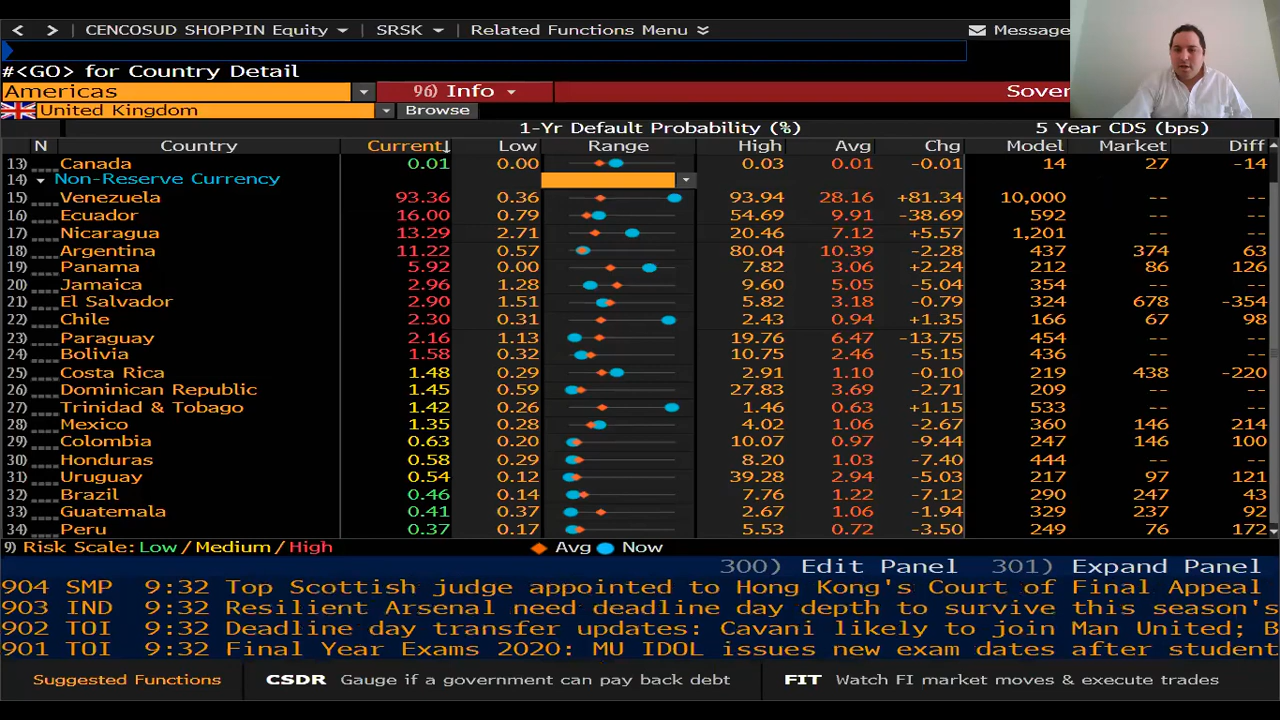 < > CENCOSUD SHOPPIN Equity SRSK Related Functions Menu Message
#<GO> for Country Detail
Americas 96) Info Sover
United Kingdom Browse
1-Yr Default Probability (%) 5 Year CDS (bps)
N Country Current↓ Low Range High Avg Chg Model Market Diff
13) Canada 0.01 0.00 0.03 0.01 -0.01 14 27 -14
14) Non-Reserve Currency
15) Venezuela 93.36 0.36 93.94 28.16 +81.34 10,000 -- --
16) Ecuador 16.00 0.79 54.69 9.91 -38.69 592 -- --
17) Nicaragua 13.29 2.71 20.46 7.12 +5.57 1,201 -- --
18) Argentina 11.22 0.57 80.04 10.39 -2.28 437 374 63
19) Panama 5.92 0.00 7.82 3.06 +2.24 212 86 126
20) Jamaica 2.96 1.28 9.60 5.05 -5.04 354 -- --
21) El Salvador 2.90 1.51 5.82 3.18 -0.79 324 678 -354
22) Chile 2.30 0.31 2.43 0.94 +1.35 166 67 98
23) Paraguay 2.16 1.13 19.76 6.47 -13.75 454 -- --
24) Bolivia 1.58 0.32 10.75 2.46 -5.15 436 -- --
25) Costa Rica 1.48 0.29 2.91 1.10 -0.10 219 438 -220
26) Dominican Republic 1.45 0.59 27.83 3.69 -2.71 209 -- --
27) Trinidad & Tobago 1.42 0.26 1.46 0.63 +1.15 533 -- --
28) Mexico 1.35 0.28 4.02 1.06 -2.67 360 146 214
29) Colombia 0.63 0.20 10.07 0.97 -9.44 247 146 100
30) Honduras 0.58 0.29 8.20 1.03 -7.40 444 -- --
31) Uruguay 0.54 0.12 39.28 2.94 -5.03 217 97 121
32) Brazil 0.46 0.14 7.76 1.22 -7.12 290 247 43
33) Guatemala 0.41 0.37 2.67 1.06 -1.94 329 237 92
34) Peru 0.37 0.17 5.53 0.72 -3.50 249 76 172
9) Risk Scale: Low / Medium / High Avg Now
300) Edit Panel 301) Expand Panel
904 SMP 9:32 Top Scottish judge appointed to Hong Kong's Court of Final Appeal
903 IND 9:32 Resilient Arsenal need deadline day depth to survive this season's
902 TOI 9:32 Deadline day transfer updates: Cavani likely to join Man United; B
901 TOI 9:32 Final Year Exams 2020: MU IDOL issues new exam dates after student
Suggested Functions CSDR Gauge if a government can pay back debt FIT Watch FI market moves & execute trades